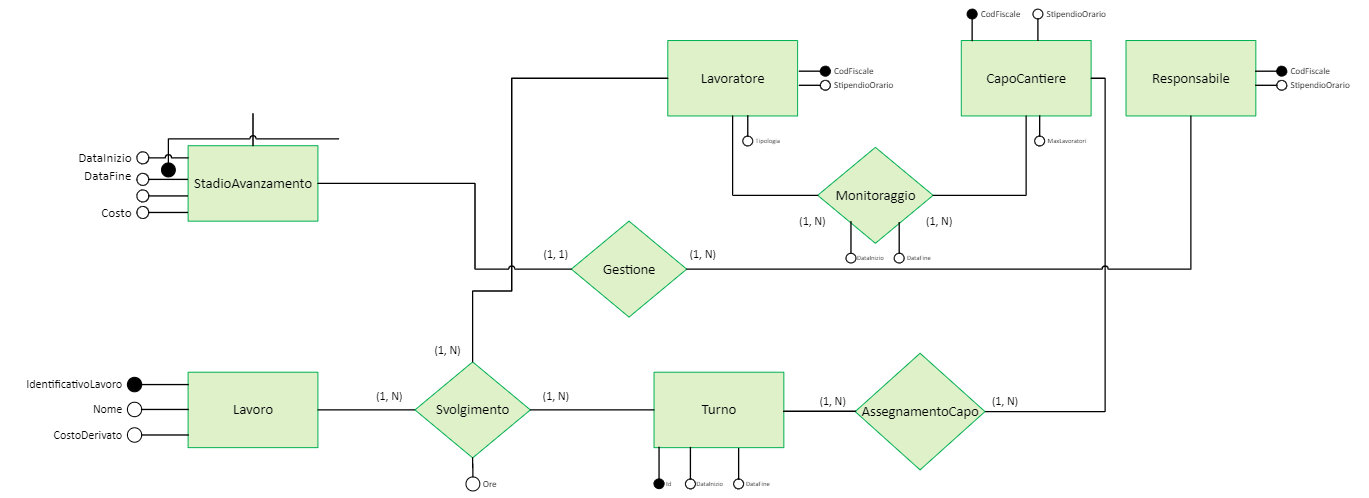 CodFiscale
StipendioOrario
Lavoratore
CodFiscale
StipendioOrario
CapoCantiere
Responsabile
CodFiscale
StipendioOrario
Tipologia
MaxLavoratori
DataInizio
DataFine
Costo
StadioAvanzamento
Monitoraggio
(1, N)
(1, N)
DataInizio
DataFine
(1, 1)
Gestione
(1, N)
(1, N)
IdentificativoLavoro
Nome
CostoDerivato
Lavoro
(1, N)
Svolgimento
(1, N)
Turno
(1, N)
AssegnamentoCapo
(1, N)
Ore
Id
DataInizio
DataFine